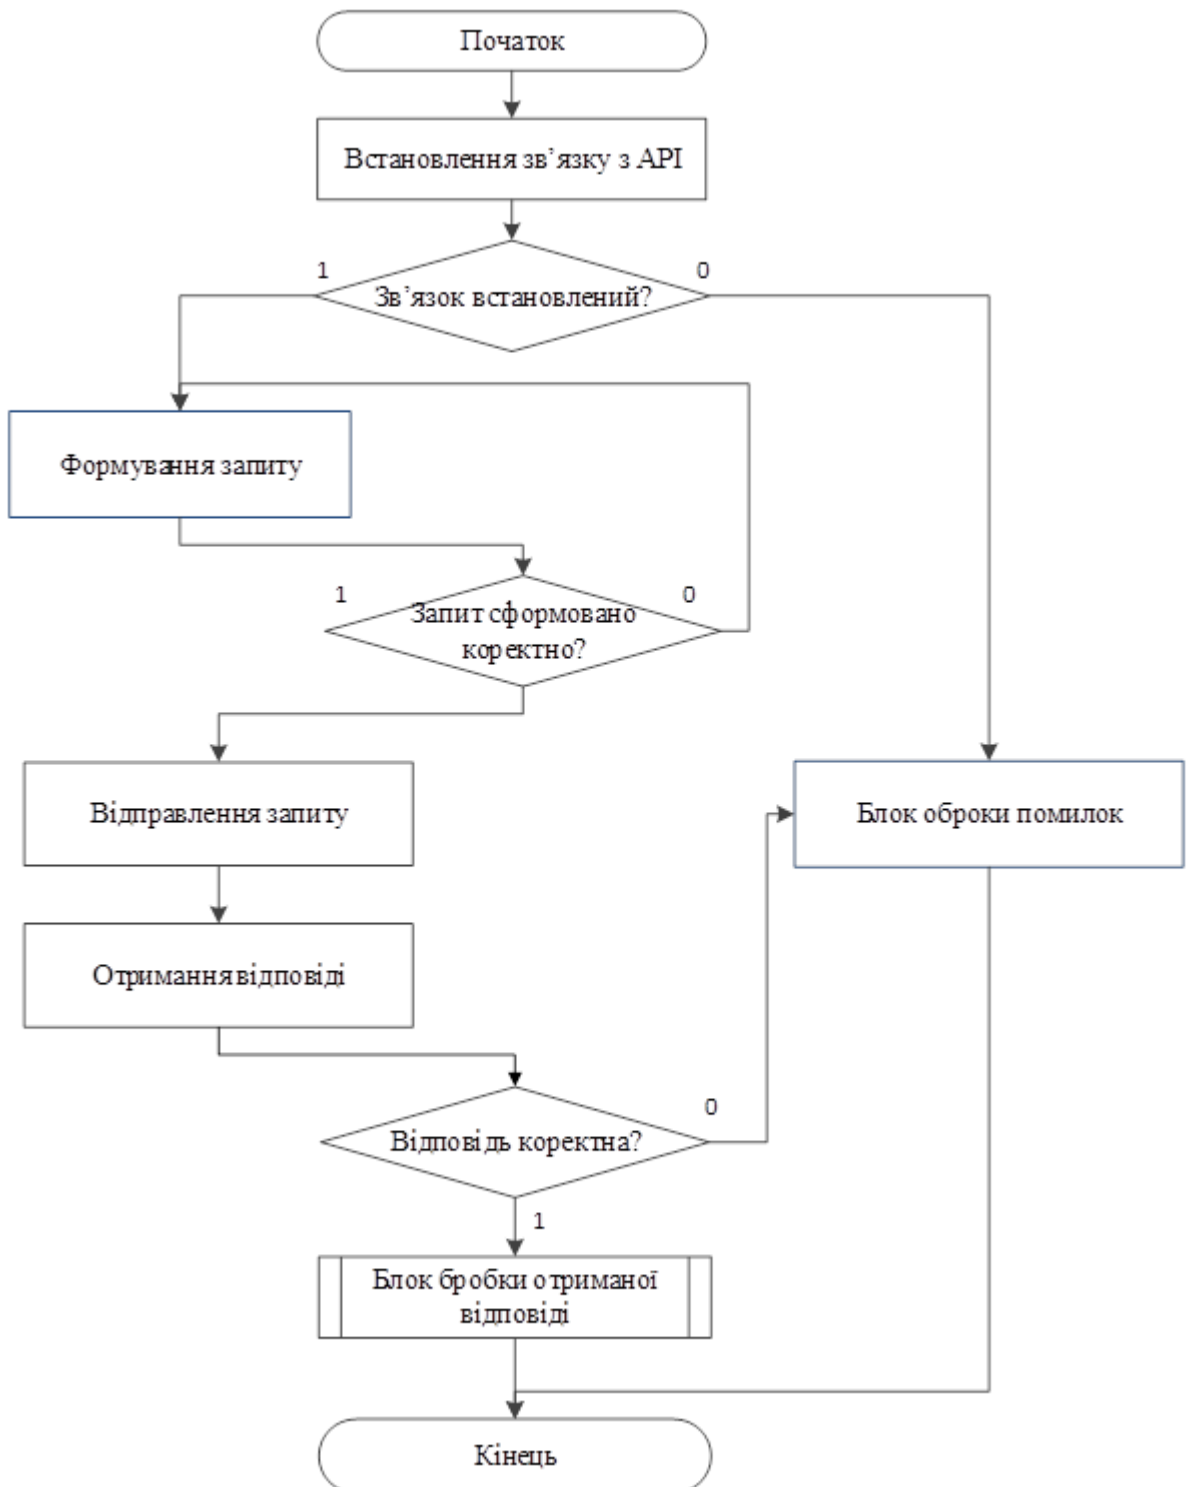 Початок
Встановлення зв’язку з API
1
0
Зв’язок встановлений?
Формування запиту
1
0
Запит сформовано
коректно?
Відправлення запиту
Блок оброки помилок
Отримання відповіді
0
Відповідь коректна?
1
Блок бробки отриманої
відповіді
Кінець